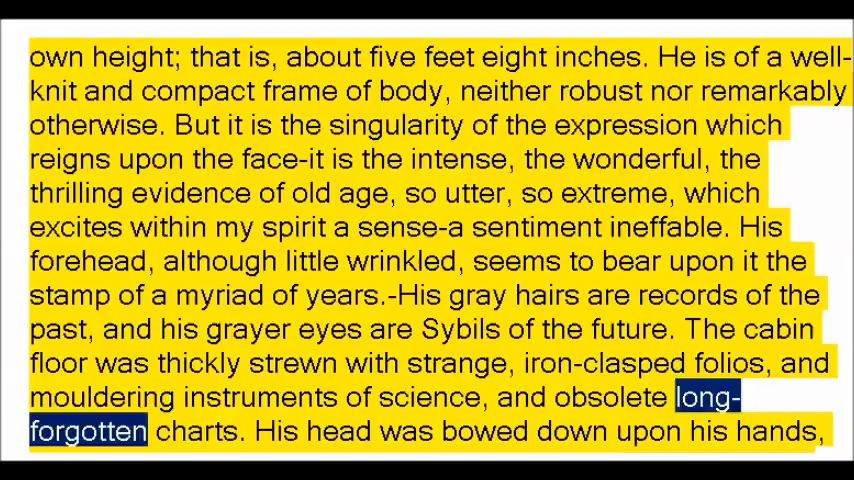 own height; that is, about five feet eight inches. He is of a well-
knit and compact frame of body, neither robust nor remarkably
otherwise. But it is the singularity of the expression which
reigns upon the face-it is the intense, the wonderful, the
thrilling evidence of old age, so utter, so extreme, which
excites within my spirit a sense-a sentiment ineffable. His
forehead, although little wrinkled, seems to bear upon it the
stamp of a myriad of years.-His gray hairs are records of the
past, and his grayer eyes are Sybils of the future. The cabin
floor was thickly strewn with strange, iron-clasped folios, and
mouldering instruments of science, and obsolete long-
forgotten charts. His head was bowed down upon his hands,